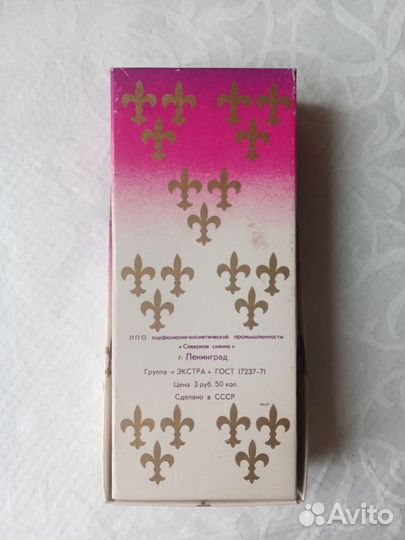 ЛПО парфюмерно-косметической промышленности
« Северное сияние »
г. Ленинград
Группа « ЭКСТРА » ГОСТ 17237-71
Цена 3 руб. 50 коп.
Сделано в СССР
Avito